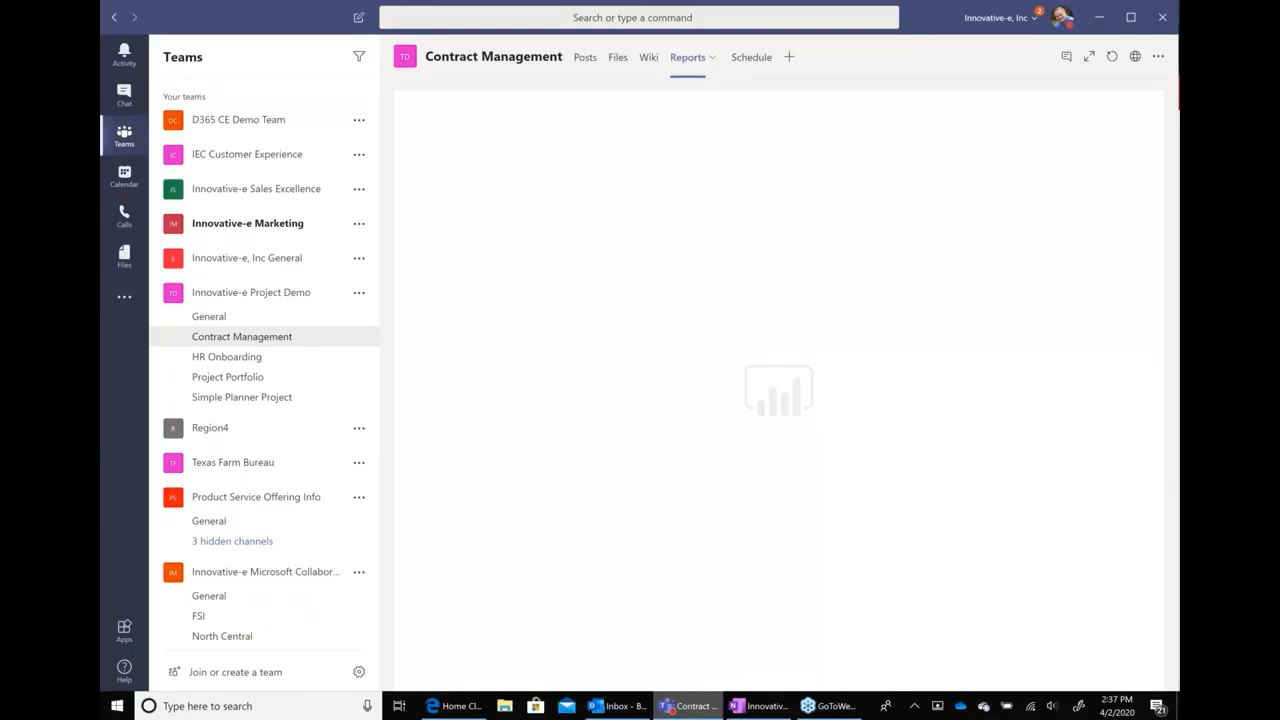 Search or type a command
Innovative-e, Inc
2
Activity
Chat
Teams
Calendar
Calls
Files
Apps
Help
Teams
Your teams
DC D365 CE Demo Team
IC IEC Customer Experience
IS Innovative-e Sales Excellence
IM Innovative-e Marketing
II Innovative-e, Inc General
TD Innovative-e Project Demo
General
Contract Management
HR Onboarding
Project Portfolio
Simple Planner Project
R Region4
TF Texas Farm Bureau
PS Product Service Offering Info
General
3 hidden channels
IM Innovative-e Microsoft Collabor...
General
FSI
North Central
Join or create a team
TD Contract Management Posts Files Wiki Reports Schedule
Type here to search
Home Cl...
Inbox - B...
Contract ...
Innovativ...
GoToWe...
2:37 PM
4/2/2020
21